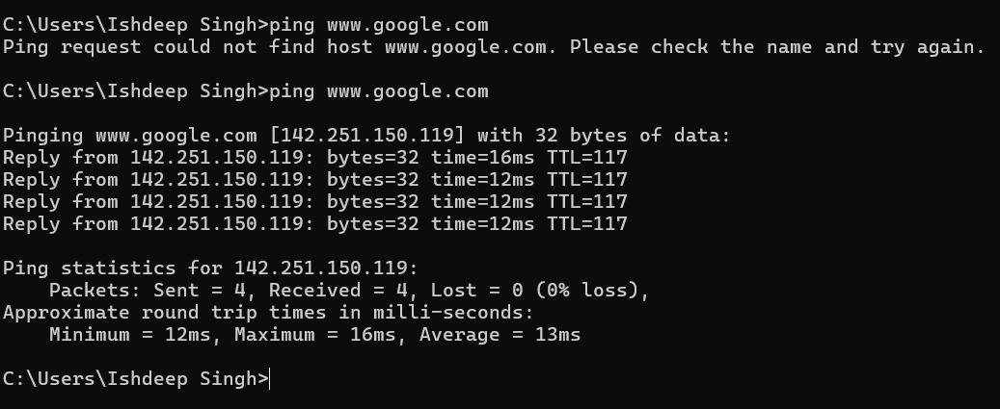 C:\Users\Ishdeep Singh>ping www.google.com
Ping request could not find host www.google.com. Please check the name and try again.

C:\Users\Ishdeep Singh>ping www.google.com

Pinging www.google.com [142.251.150.119] with 32 bytes of data:
Reply from 142.251.150.119: bytes=32 time=16ms TTL=117
Reply from 142.251.150.119: bytes=32 time=12ms TTL=117
Reply from 142.251.150.119: bytes=32 time=12ms TTL=117
Reply from 142.251.150.119: bytes=32 time=12ms TTL=117

Ping statistics for 142.251.150.119:
    Packets: Sent = 4, Received = 4, Lost = 0 (0% loss),
Approximate round trip times in milli-seconds:
    Minimum = 12ms, Maximum = 16ms, Average = 13ms

C:\Users\Ishdeep Singh>